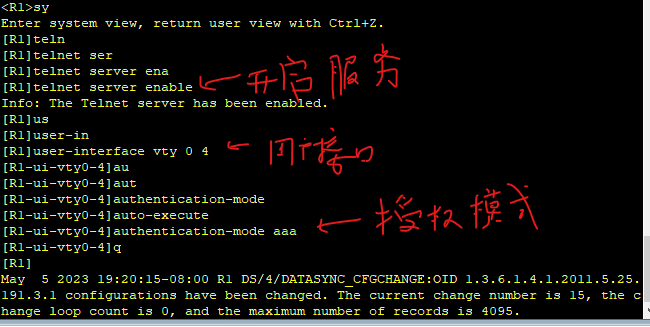 <R1>sy
Enter system view, return user view with Ctrl+Z.
[R1]teln
[R1]telnet ser
[R1]telnet server ena
[R1]telnet server enable
开启服务
Info: The Telnet server has been enabled.
[R1]us
[R1]user-in
[R1]user-interface vty 0 4
用户接口
[R1-ui-vty0-4]au
[R1-ui-vty0-4]aut
[R1-ui-vty0-4]authentication-mode
[R1-ui-vty0-4]auto-execute
[R1-ui-vty0-4]authentication-mode aaa
授权模式
[R1-ui-vty0-4]q
[R1]
May  5 2023 19:20:15-08:00 R1 DS/4/DATASYNC_CFGCHANGE:OID 1.3.6.1.4.1.2011.5.25.
191.3.1 configurations have been changed. The current change number is 15, the c
hange loop count is 0, and the maximum number of records is 4095.